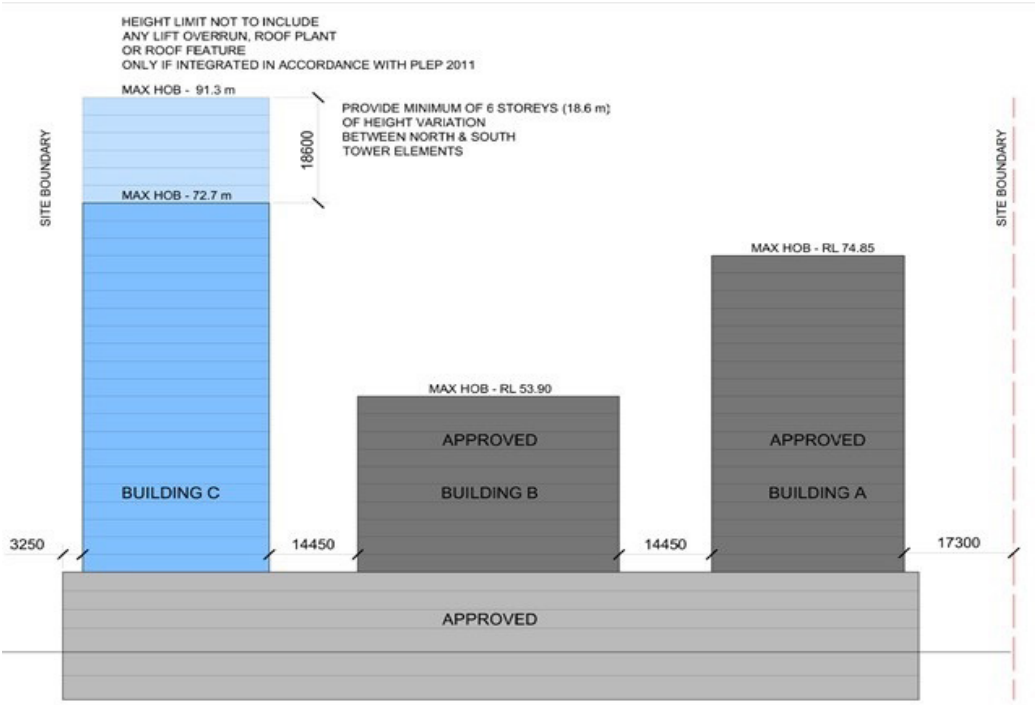 HEIGHT LIMIT NOT TO INCLUDE
ANY LIFT OVERRUN, ROOF PLANT
OR ROOF FEATURE
ONLY IF INTEGRATED IN ACCORDANCE WITH PLEP 2011
MAX HOB - 91.3 m
PROVIDE MINIMUM OF 6 STOREYS (18.6 m)
OF HEIGHT VARIATION
BETWEEN NORTH & SOUTH
TOWER ELEMENTS
18600
SITE BOUNDARY
SITE BOUNDARY
MAX HOB - 72.7 m
MAX HOB - RL 74.85
MAX HOB - RL 53.90
APPROVED
APPROVED
BUILDING C
BUILDING B
BUILDING A
3250
14450
14450
17300
APPROVED